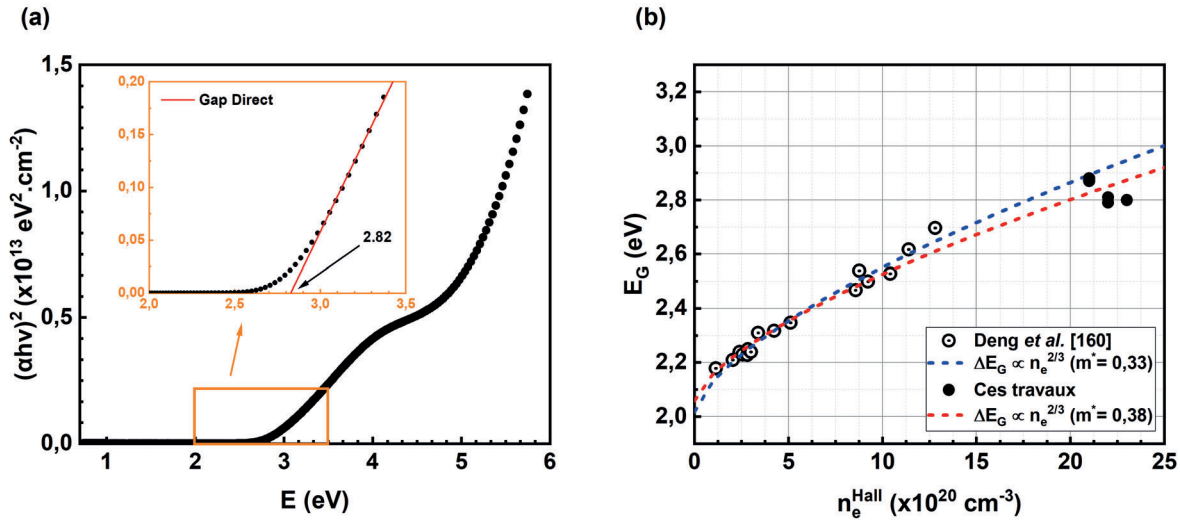 (a)
(αhν)² (x10¹³ eV².cm⁻²)
1,5
1,0
0,5
0,0
1 2 3 4 5 6
E (eV)
0,20
0,15
0,10
0,05
0,00
2,0 2,5 3,0 3,5
Gap Direct
2.82
(b)
E_G (eV)
3,2
3,0
2,8
2,6
2,4
2,2
2,0
0 5 10 15 20 25
n_e^Hall (x10²⁰ cm⁻³)
Deng et al. [160]
ΔE_G ∝ n_e^2/3 (m* = 0,33)
Ces travaux
ΔE_G ∝ n_e^2/3 (m* = 0,38)